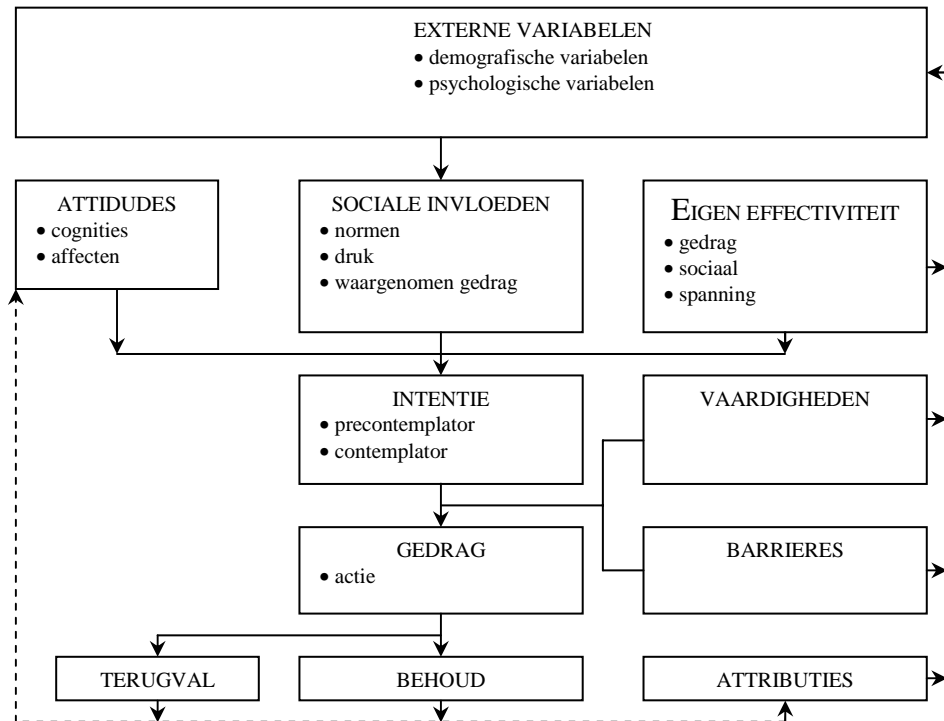 EXTERNE VARIABELEN
• demografische variabelen
• psychologische variabelen
ATTIDUDES
• cognities
• affecten
SOCIALE INVLOEDEN
• normen
• druk
• waargenomen gedrag
EIGEN EFFECTIVITEIT
• gedrag
• sociaal
• spanning
INTENTIE
• precontemplator
• contemplator
VAARDIGHEDEN
GEDRAG
• actie
BARRIERES
TERUGVAL
BEHOUD
ATTRIBUTIES